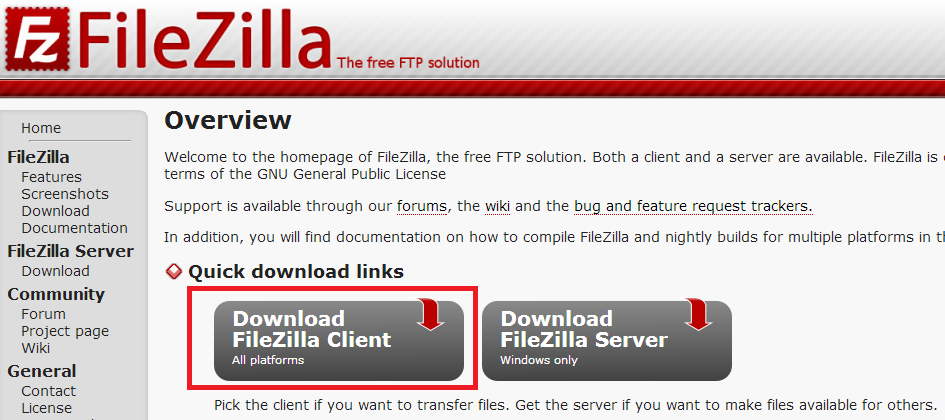 Fz FileZilla The free FTP solution
Home
FileZilla
Features
Screenshots
Download
Documentation
FileZilla Server
Download
Community
Forum
Project page
Wiki
General
Contact
License
Overview
Welcome to the homepage of FileZilla, the free FTP solution. Both a client and a server are available. FileZilla is
terms of the GNU General Public License
Support is available through our forums, the wiki and the bug and feature request trackers.
In addition, you will find documentation on how to compile FileZilla and nightly builds for multiple platforms in
Quick download links
Download
FileZilla Client
All platforms
Download
FileZilla Server
Windows only
Pick the client if you want to transfer files. Get the server if you want to make files available for others.